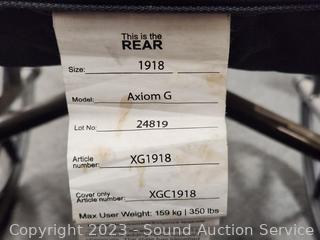 This is the
REAR
Size: 1918
Model: Axiom G
Lot No: 24819
Article
number: XG1918
Cover only
Article number: XGC1918
Max User Weight: 159 kg | 350 lbs
Copyright 2023 - Sound Auction Service